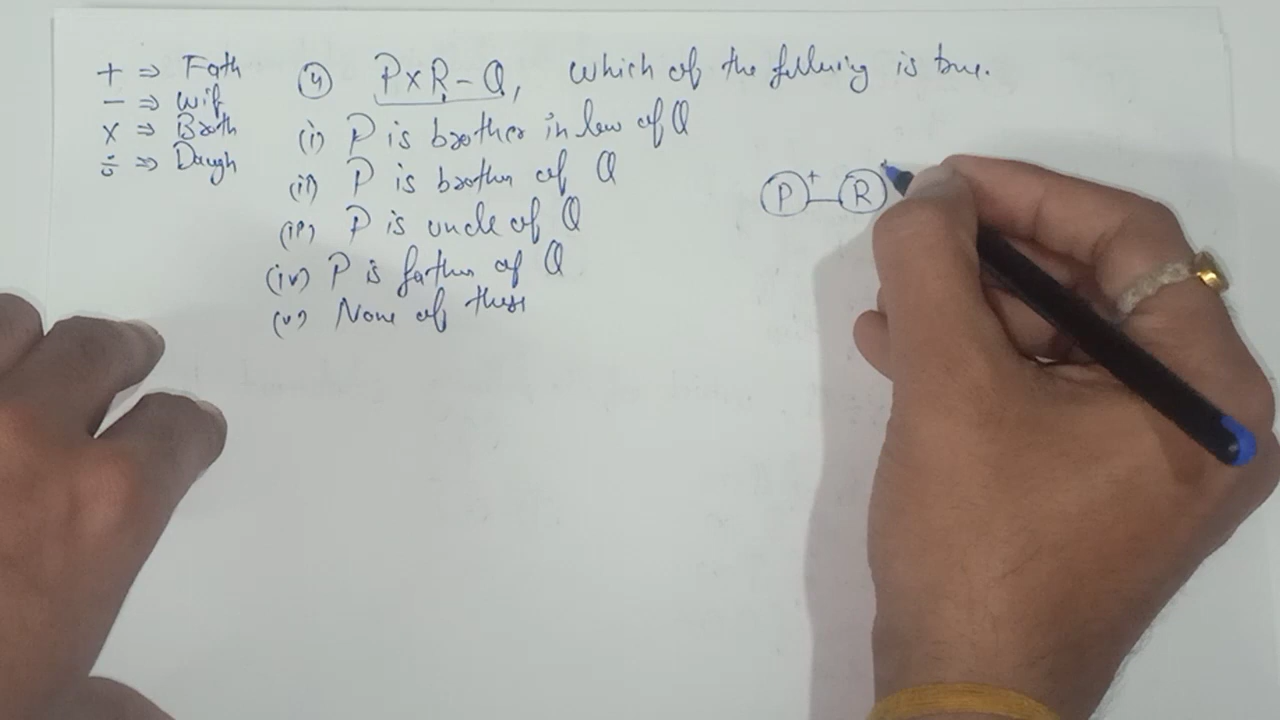 + ⇒ Fath
- ⇒ Wif
× ⇒ Broth
÷ ⇒ Daugh
(4) P×R-Q, which of the following is true.
(i) P is brother in law of Q
(ii) P is brother of Q
(iii) P is uncle of Q
(iv) P is farther of Q
(v) None of these
P + R